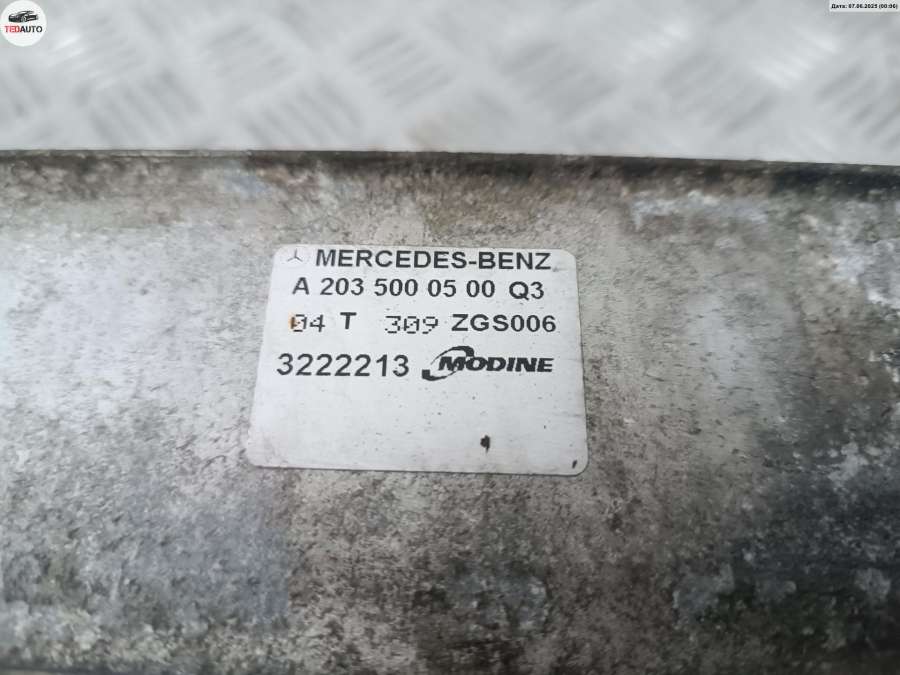 TEDAUTO
Дата: 07.06.2025 (00:06)
MERCEDES-BENZ
A 203 500 05 00 Q3
04 T 309 ZGS006
3222213 MODINE